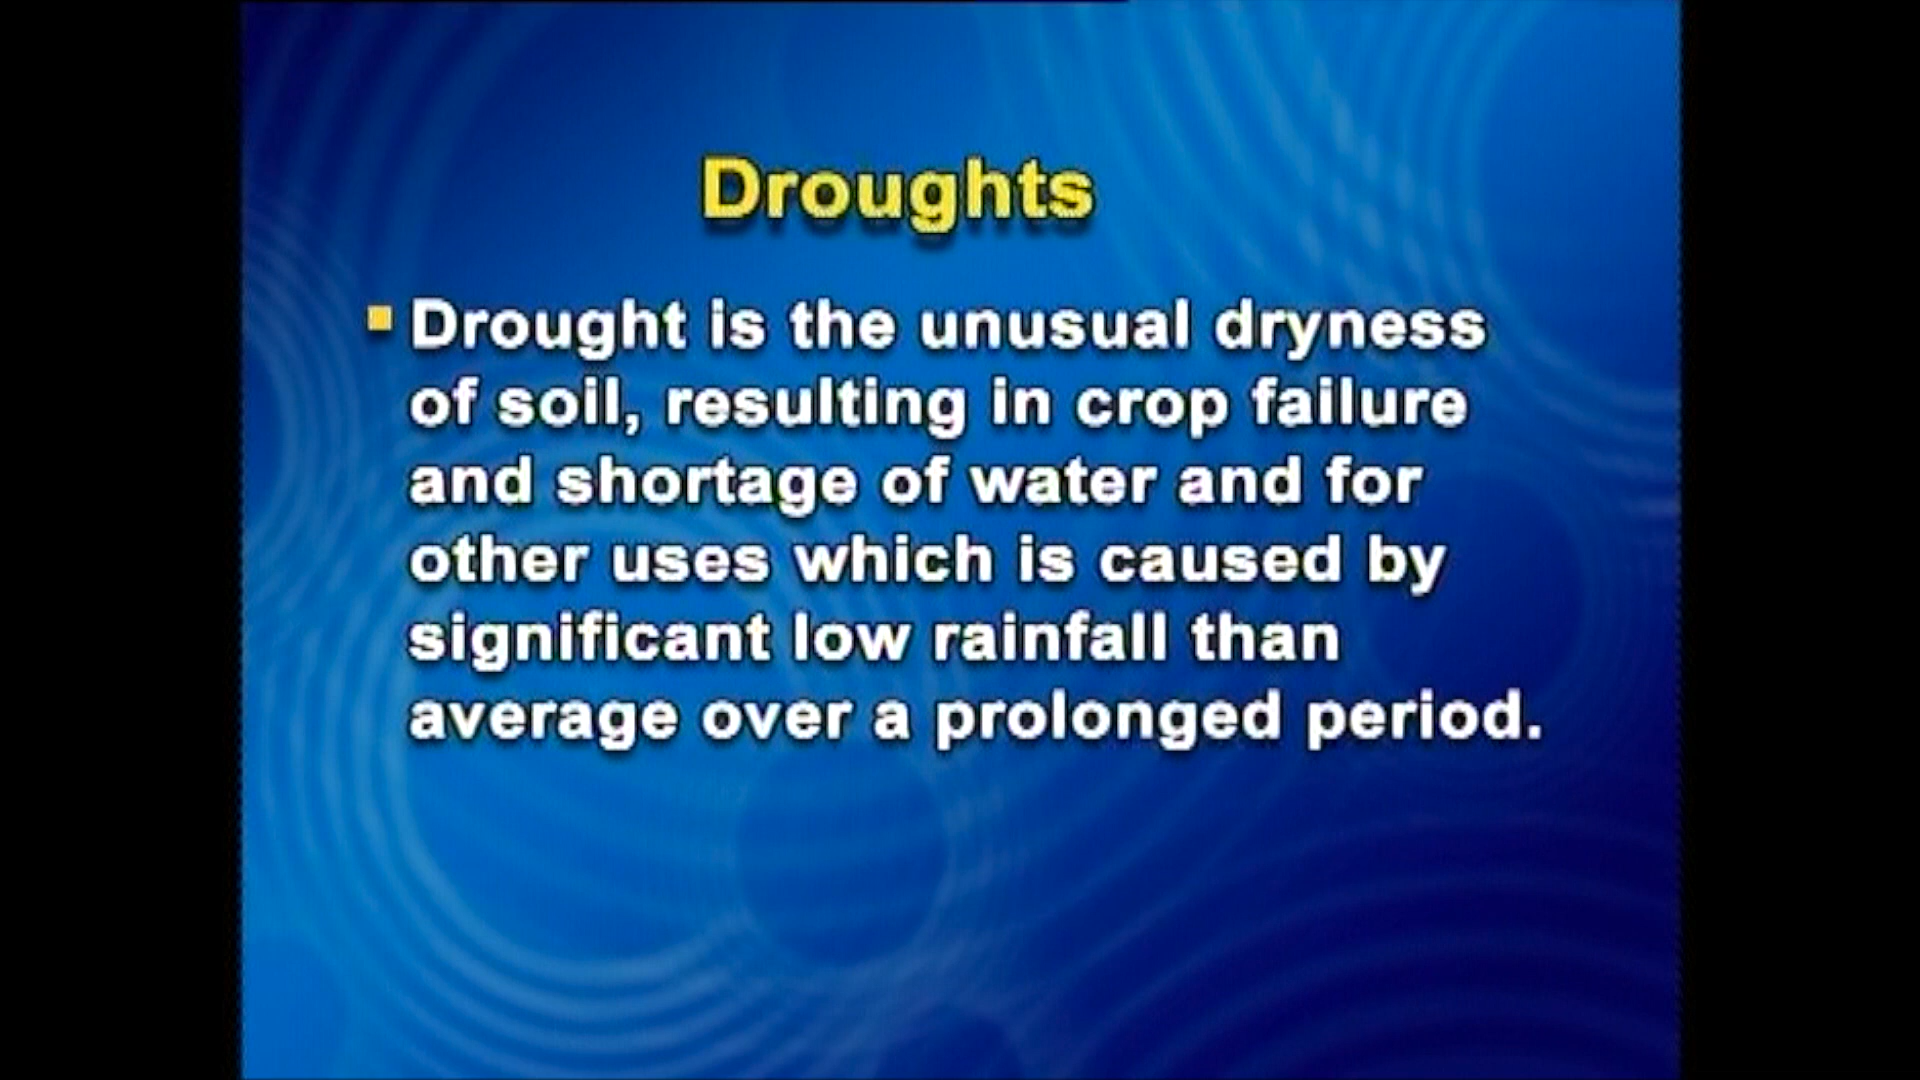 Droughts
Drought is the unusual dryness
of soil, resulting in crop failure
and shortage of water and for
other uses which is caused by
significant low rainfall than
average over a prolonged period.